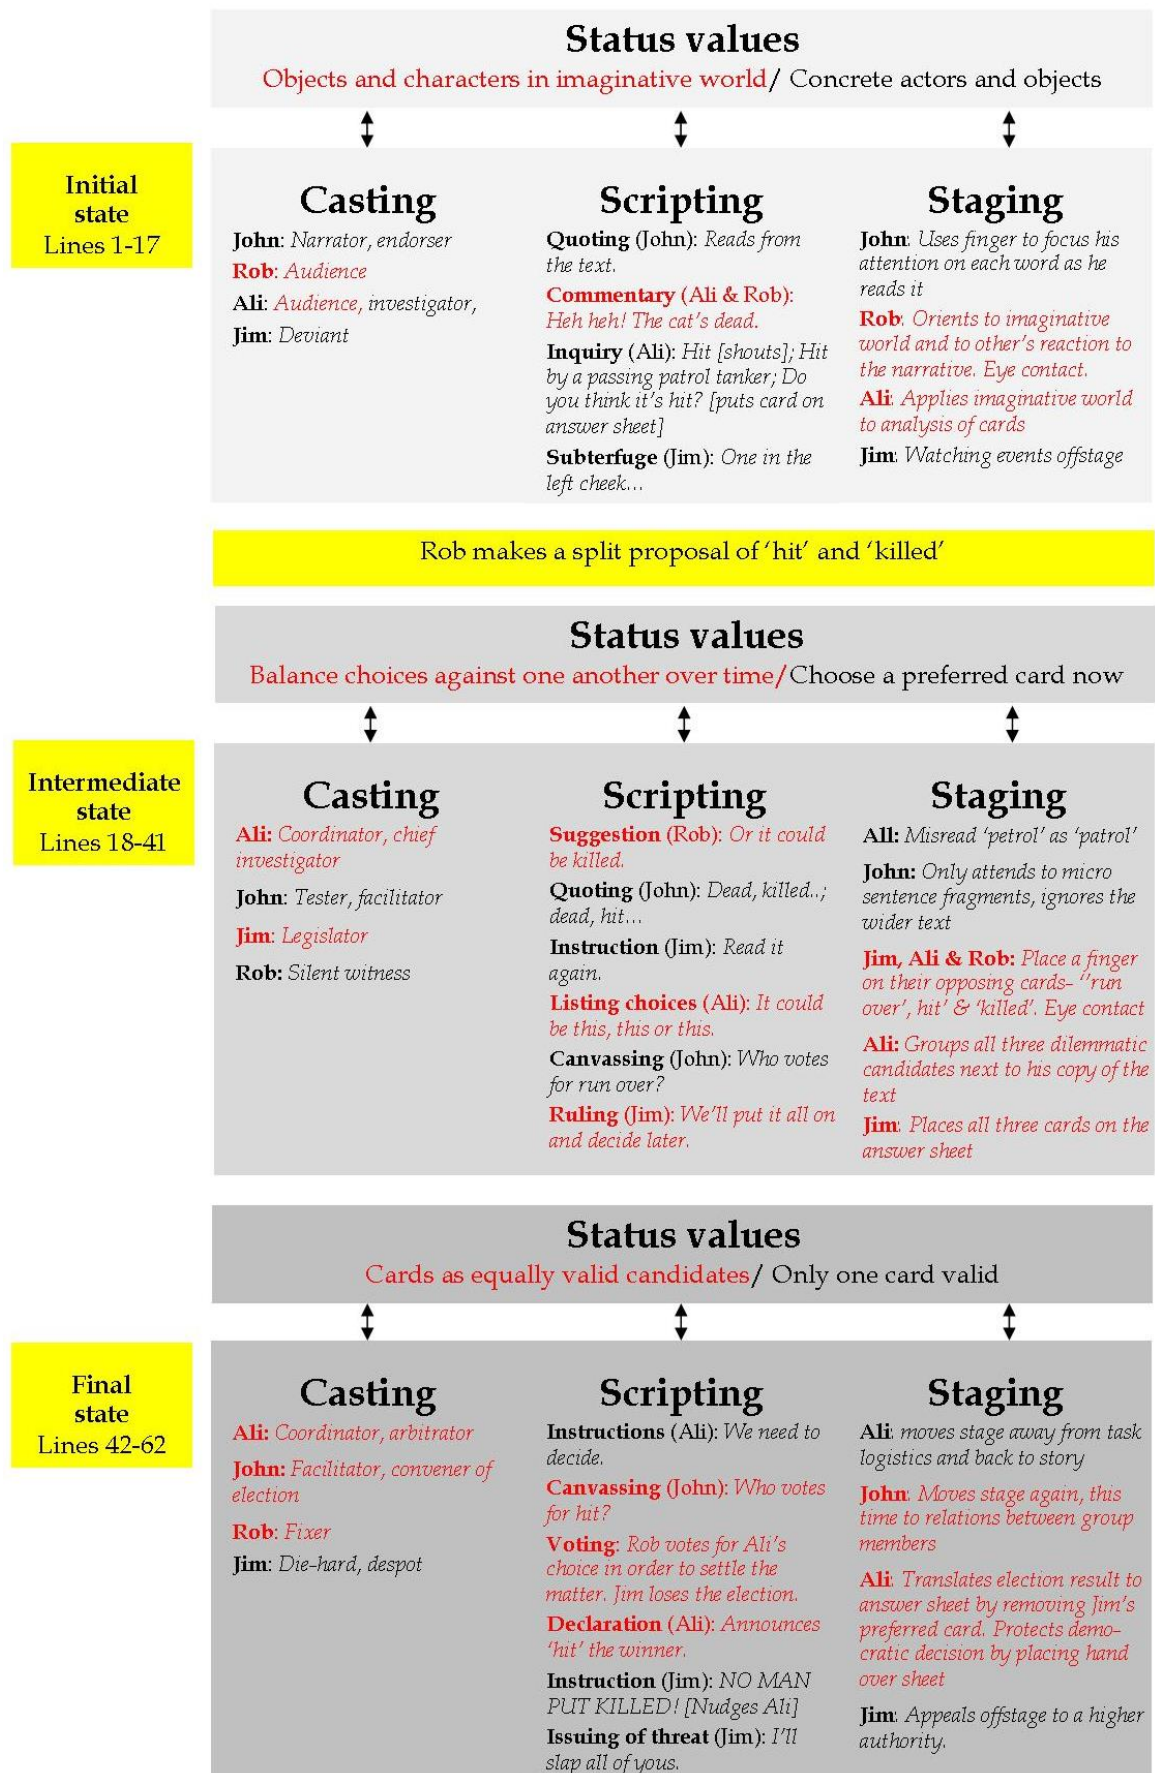 Status values
Objects and characters in imaginative world/ Concrete actors and objects
Initial
state
Lines 1-17
Casting
John: Narrator, endorser
Rob: Audience
Ali: Audience, investigator,
Jim: Deviant
Scripting
Quoting (John): Reads from
the text.
Commentary (Ali & Rob):
Heh heh! The cat's dead.
Inquiry (Ali): Hit [shouts]; Hit
by a passing patrol tanker; Do
you think it's hit? [puts card on
answer sheet]
Subterfuge (Jim): One in the
left cheek…
Staging
John: Uses finger to focus his
attention on each word as he
reads it
Rob: Orients to imaginative
world and to other's reaction to
the narrative. Eye contact.
Ali: Applies imaginative world
to analysis of cards
Jim: Watching events offstage
Rob makes a split proposal of 'hit' and 'killed'
Status values
Balance choices against one another over time/Choose a preferred card now
Intermediate
state
Lines 18-41
Casting
Ali: Coordinator, chief
investigator
John: Tester, facilitator
Jim: Legislator
Rob: Silent witness
Scripting
Suggestion (Rob): Or it could
be killed.
Quoting (John): Dead, killed..;
dead, hit…
Instruction (Jim): Read it
again.
Listing choices (Ali): It could
be this, this or this.
Canvassing (John): Who votes
for run over?
Ruling (Jim): We'll put it all on
and decide later.
Staging
All: Misread 'petrol' as 'patrol'
John: Only attends to micro
sentence fragments, ignores the
wider text
Jim, Ali & Rob: Place a finger
on their opposing cards- ''run
over', hit' & 'killed'. Eye contact
Ali: Groups all three dilemmatic
candidates next to his copy of the
text
Jim: Places all three cards on the
answer sheet
Status values
Cards as equally valid candidates/ Only one card valid
Final
state
Lines 42-62
Casting
Ali: Coordinator, arbitrator
John: Facilitator, convener of
election
Rob: Fixer
Jim: Die-hard, despot
Scripting
Instructions (Ali): We need to
decide.
Canvassing (John): Who votes
for hit?
Voting: Rob votes for Ali's
choice in order to settle the
matter. Jim loses the election.
Declaration (Ali): Announces
'hit' the winner.
Instruction (Jim): NO MAN
PUT KILLED! [Nudges Ali]
Issuing of threat (Jim): I'll
slap all of yous.
Staging
Ali: moves stage away from task
logistics and back to story
John: Moves stage again, this
time to relations between group
members
Ali: Translates election result to
answer sheet by removing Jim's
preferred card. Protects demo-
cratic decision by placing hand
over sheet
Jim: Appeals offstage to a higher
authority.